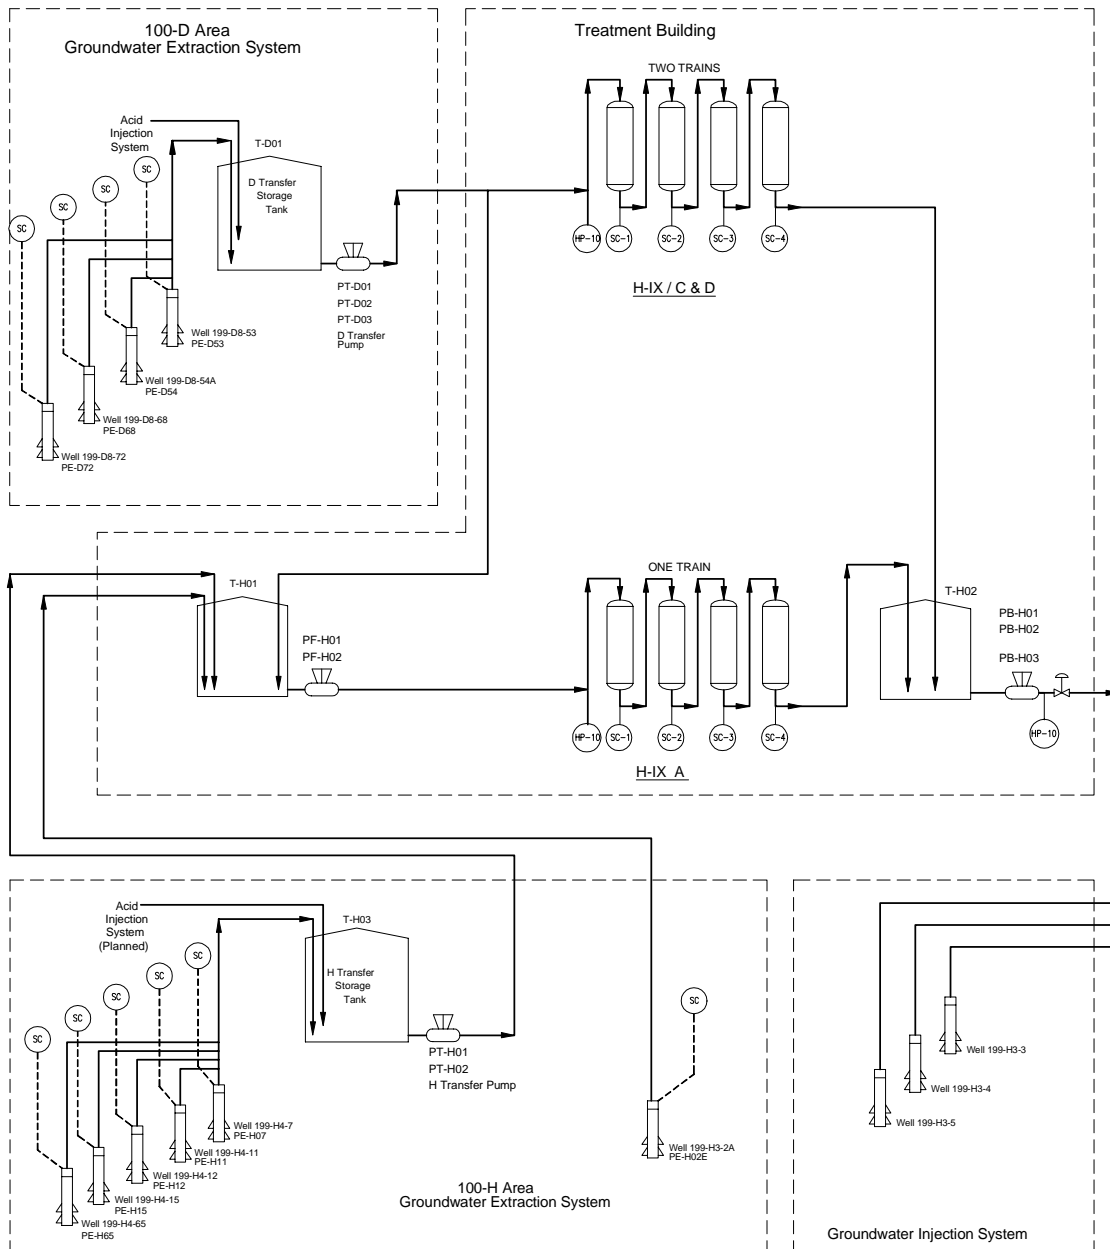 100-D Area
Groundwater Extraction System
Acid
Injection
System
T-D01
D Transfer
Storage
Tank
SC
SC
SC
SC
PT-D01
PT-D02
PT-D03
D Transfer
Pump
Well 199-D8-53
PE-D53
Well 199-D8-54A
PE-D54
Well 199-D8-68
PE-D68
Well 199-D8-72
PE-D72
Treatment Building
TWO TRAINS
HP-10
SC-1
SC-2
SC-3
SC-4
H-IX / C & D
T-H01
PF-H01
PF-H02
ONE TRAIN
HP-10
SC-1
SC-2
SC-3
SC-4
H-IX A
T-H02
PB-H01
PB-H02
PB-H03
HP-10
Acid
Injection
System
(Planned)
T-H03
H Transfer
Storage
Tank
SC
SC
SC
SC
SC
SC
PT-H01
PT-H02
H Transfer Pump
Well 199-H4-7
PE-H07
Well 199-H4-11
PE-H11
Well 199-H4-12
PE-H12
Well 199-H4-15
PE-H15
Well 199-H4-65
PE-H65
Well 199-H3-2A
PE-H02E
100-H Area
Groundwater Extraction System
Well 199-H3-3
Well 199-H3-4
Well 199-H3-5
Groundwater Injection System